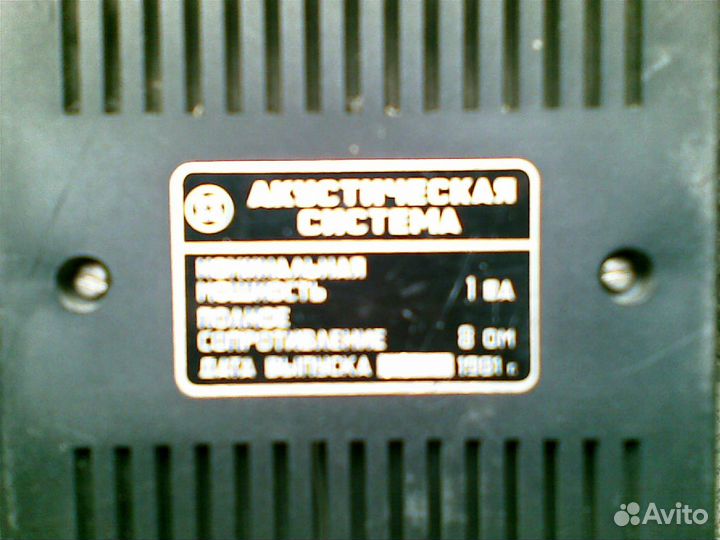 АКУСТИЧЕСКАЯ
СИСТЕМА
НОМИНАЛЬНАЯ
МОЩНОСТЬ 1 ВА
ПОЛНОЕ
СОПРОТИВЛЕНИЕ 8 ОМ
ДАТА ВЫПУСКА 1981 г.
Avito